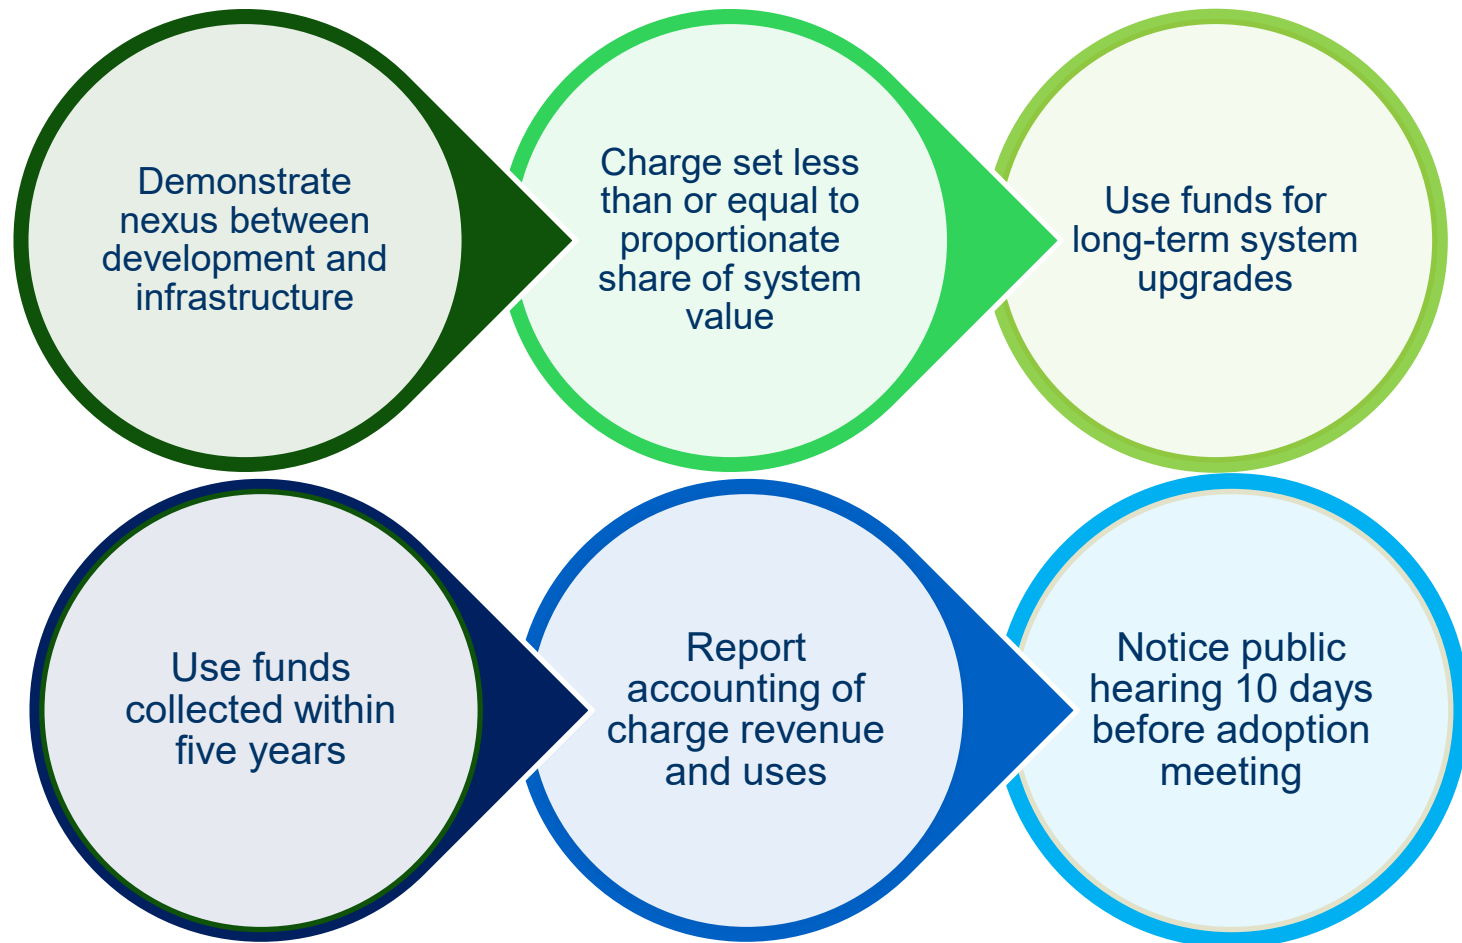 Demonstrate
nexus between
development and
infrastructure
Charge set less
than or equal to
proportionate
share of system
value
Use funds for
long-term system
upgrades
Use funds
collected within
five years
Report
accounting of
charge revenue
and uses
Notice public
hearing 10 days
before adoption
meeting